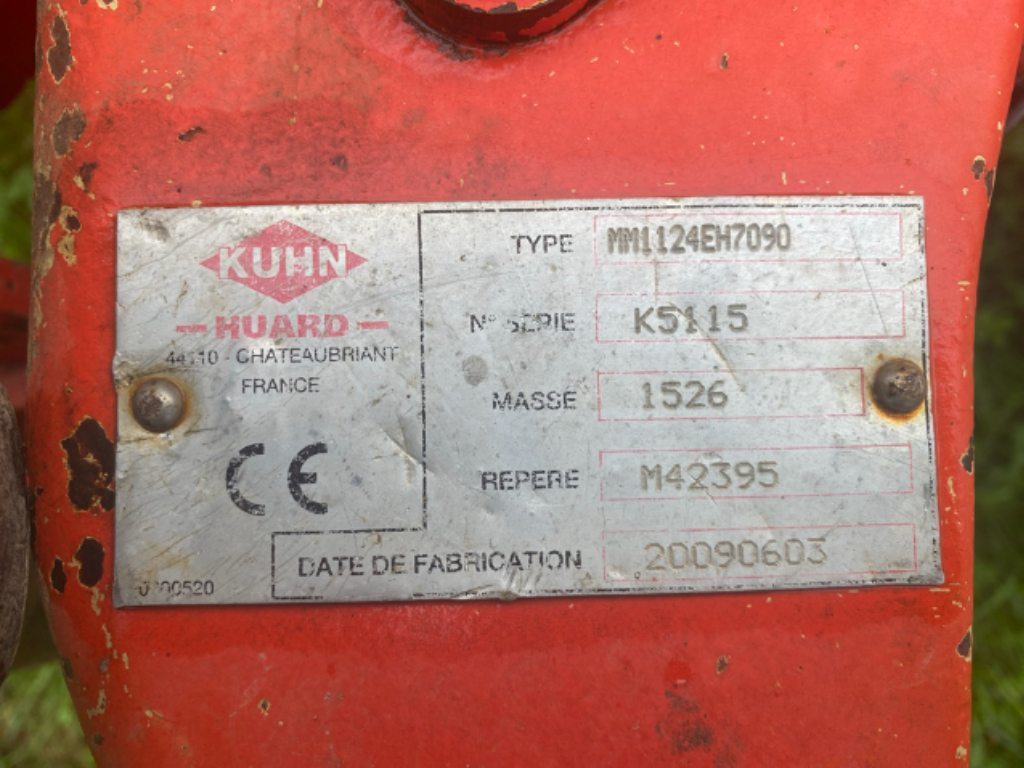 KUHN
- HUARD -
44110 - CHATEAUBRIANT
FRANCE
CE
TYPE MM1124EH7090
N° SERIE K5115
MASSE 1526
REPERE M42395
DATE DE FABRICATION 20090603